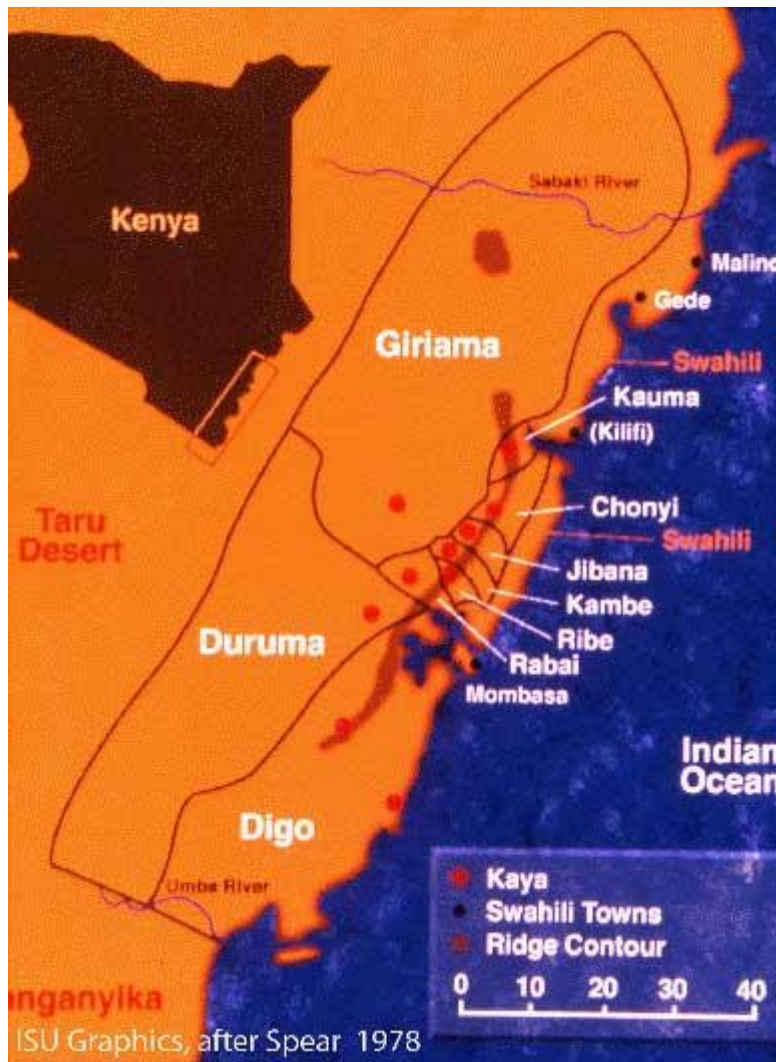 Kenya
Sabaki River
Malind
Gede
Giriama
Swahili
Kauma
(Kilifi)
Chonyi
Taru
Desert
Swahili
Jibana
Kambe
Duruma
Ribe
Rabai
Mombasa
Indian
Ocean
Digo
Umba River
Kaya
Swahili Towns
Ridge Contour
0 10 20 30 40
anganyika
ISU Graphics, after Spear 1978